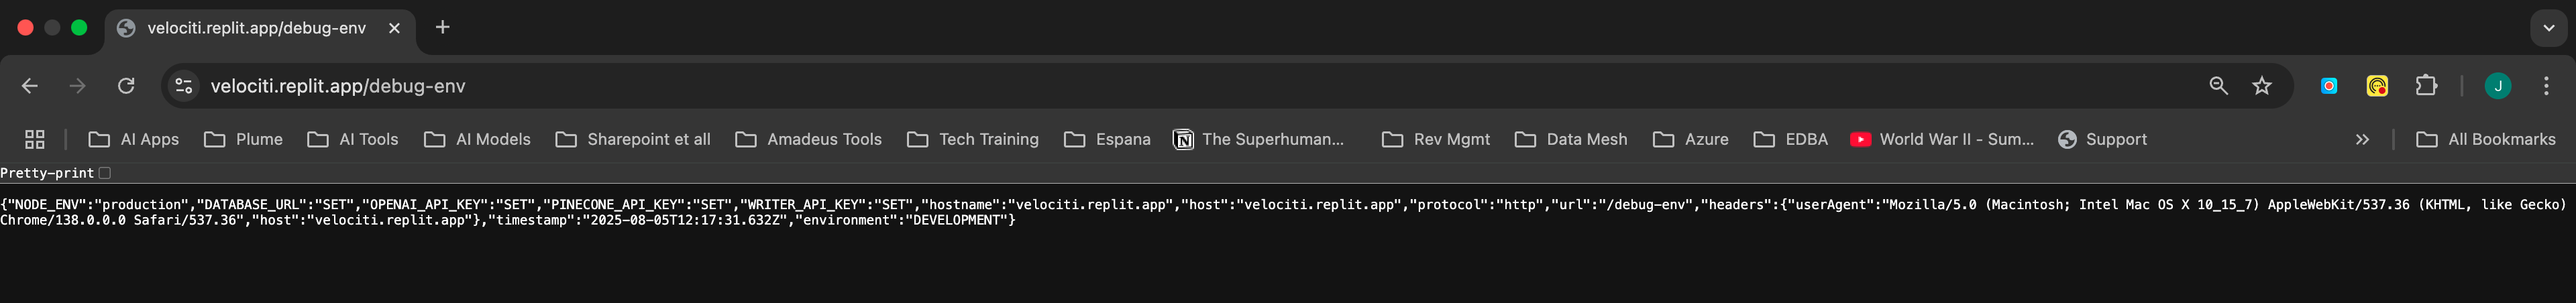 velociti.replit.app/debug-env
velociti.replit.app/debug-env
J
AI Apps
Plume
AI Tools
AI Models
Sharepoint et all
Amadeus Tools
Tech Training
Espana
The Superhuman...
Rev Mgmt
Data Mesh
Azure
EDBA
World War II - Sum...
Support
All Bookmarks
Pretty-print
{"NODE_ENV":"production","DATABASE_URL":"SET","OPENAI_API_KEY":"SET","PINECONE_API_KEY":"SET","WRITER_API_KEY":"SET","hostname":"velociti.replit.app","host":"velociti.replit.app","protocol":"http","url":"/debug-env","headers":{"userAgent":"Mozilla/5.0 (Macintosh; Intel Mac OS X 10_15_7) AppleWebKit/537.36 (KHTML, like Gecko)
Chrome/138.0.0.0 Safari/537.36","host":"velociti.replit.app"},"timestamp":"2025-08-05T12:17:31.632Z","environment":"DEVELOPMENT"}